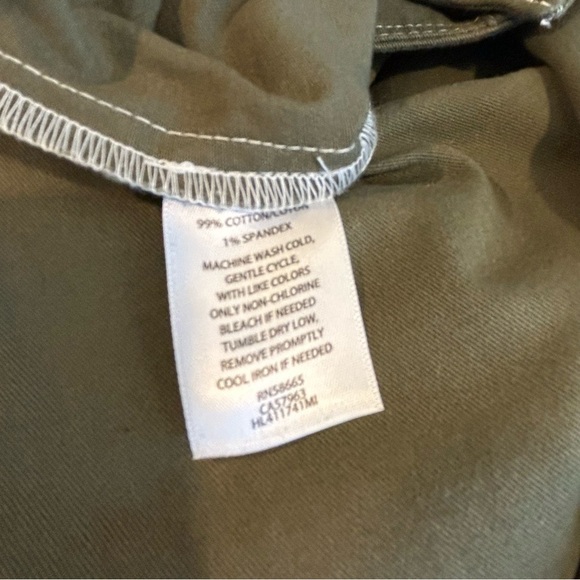 99% COTTON/COTON
1% SPANDEX
MACHINE WASH COLD,
GENTLE CYCLE,
WITH LIKE COLORS
ONLY NON-CHLORINE
BLEACH IF NEEDED
TUMBLE DRY LOW,
REMOVE PROMPTLY
COOL IRON IF NEEDED
RN58665
CA57963
HL411741MI